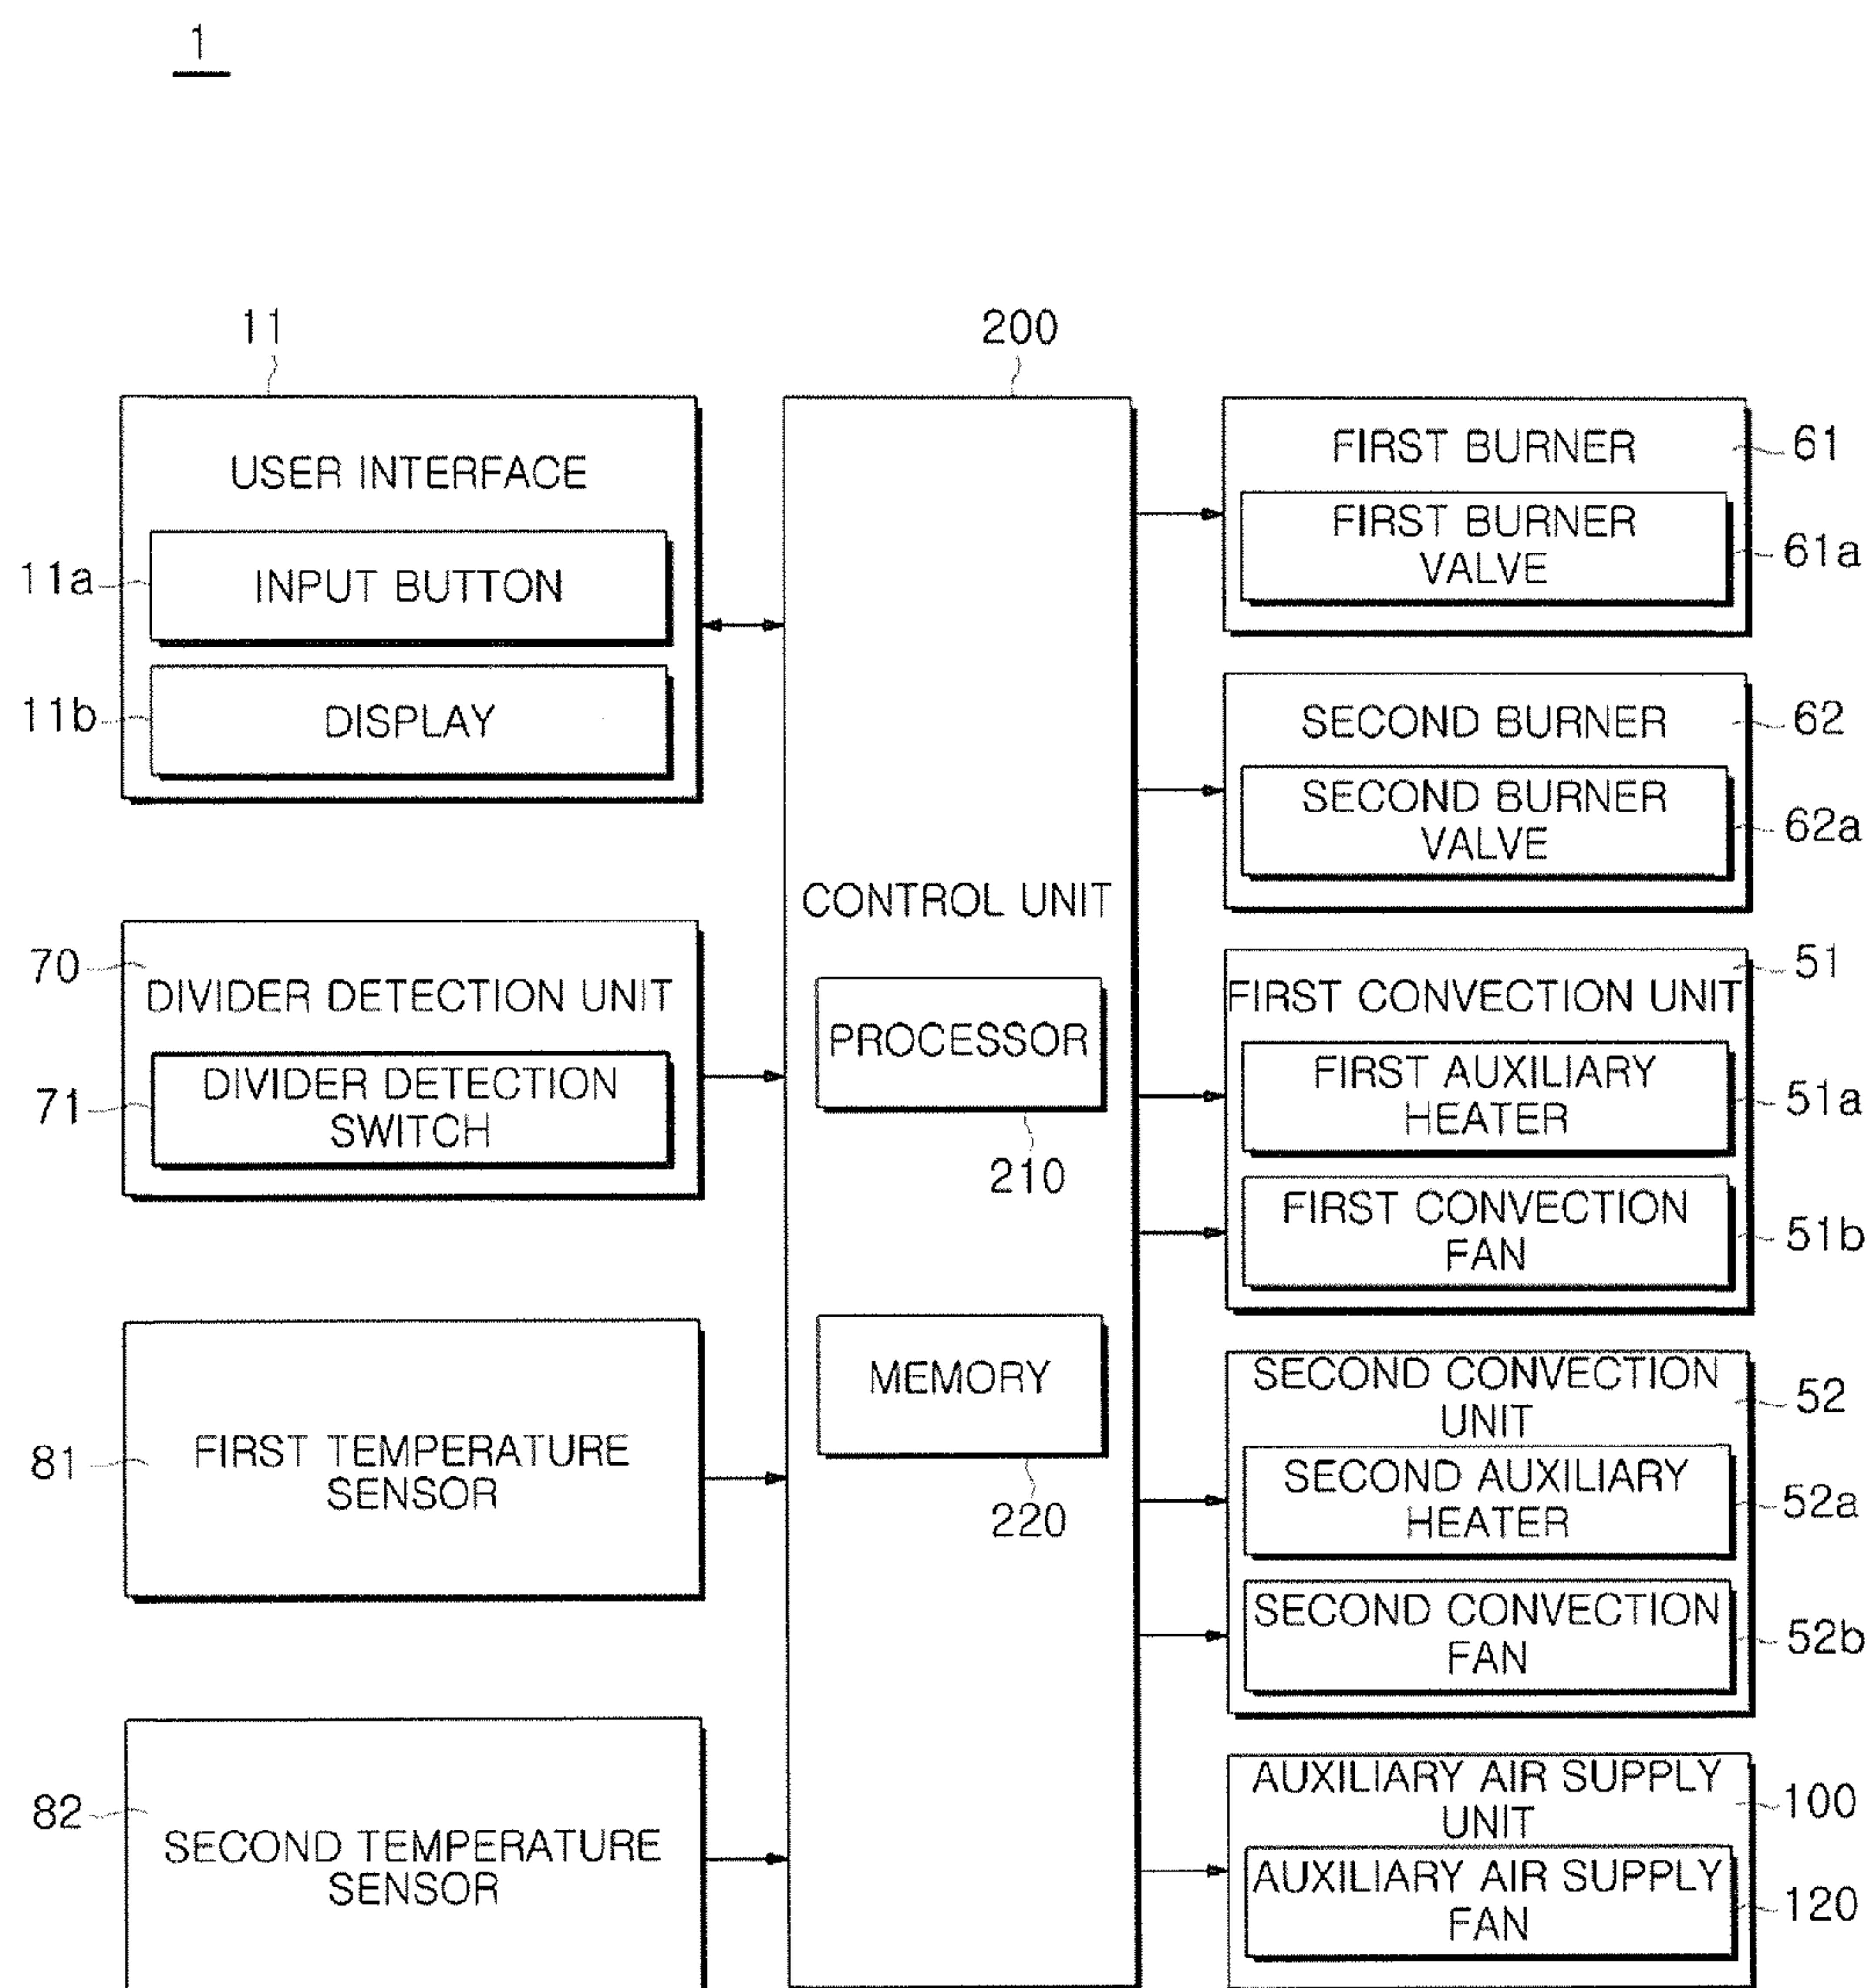 1
11
200
USER INTERFACE
11a
INPUT BUTTON
11b
DISPLAY
70
DIVIDER DETECTION UNIT
71
DIVIDER DETECTION
SWITCH
81
FIRST TEMPERATURE
SENSOR
82
SECOND TEMPERATURE
SENSOR
CONTROL UNIT
PROCESSOR
210
MEMORY
220
FIRST BURNER
61
FIRST BURNER
VALVE
61a
SECOND BURNER
62
SECOND BURNER
VALVE
62a
51
FIRST CONVECTION UNIT
FIRST AUXILIARY
HEATER
51a
FIRST CONVECTION
FAN
51b
SECOND CONVECTION
UNIT
52
SECOND AUXILIARY
HEATER
52a
SECOND CONVECTION
FAN
52b
AUXILIARY AIR SUPPLY
UNIT
100
AUXILIARY AIR SUPPLY
FAN
120